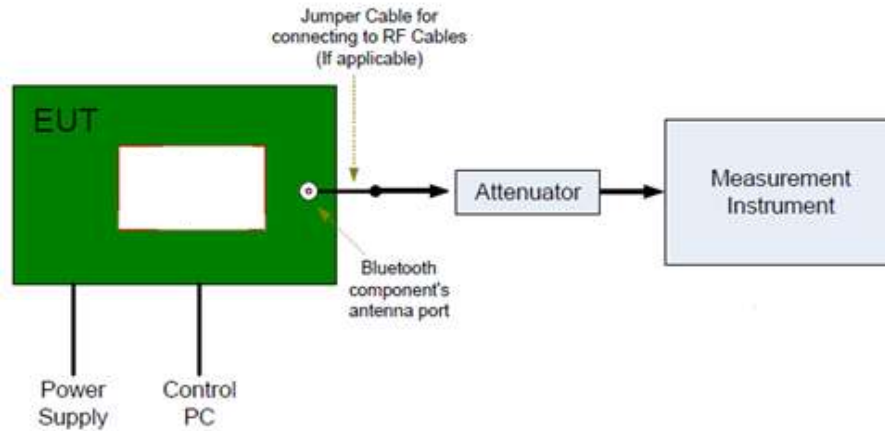 Jumper Cable for
connecting to RF Cables
(If applicable)
EUT
Attenuator
Measurement
Instrument
Bluetooth
component's
antenna port
Power
Supply
Control
PC